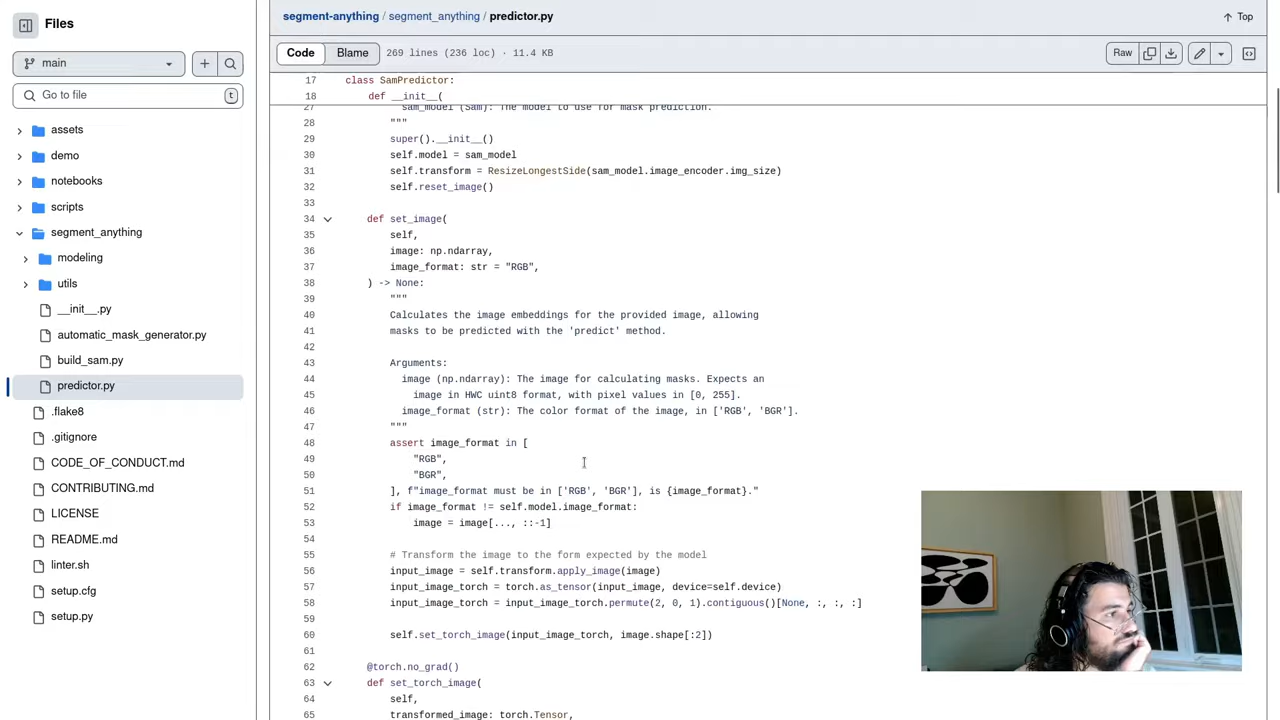 Files
main
Go to file
t
assets
demo
notebooks
scripts
segment_anything
modeling
utils
__init__.py
automatic_mask_generator.py
build_sam.py
predictor.py
.flake8
.gitignore
CODE_OF_CONDUCT.md
CONTRIBUTING.md
LICENSE
README.md
linter.sh
setup.cfg
setup.py
segment-anything / segment_anything / predictor.py
Top
Code Blame 269 lines (236 loc) · 11.4 KB
Raw
17 class SamPredictor:
18 def __init__(
27 sam_model (Sam): The model to use for mask prediction.
28 """
29 super().__init__()
30 self.model = sam_model
31 self.transform = ResizeLongestSide(sam_model.image_encoder.img_size)
32 self.reset_image()
33
34 def set_image(
35 self,
36 image: np.ndarray,
37 image_format: str = "RGB",
38 ) -> None:
39 """
40 Calculates the image embeddings for the provided image, allowing
41 masks to be predicted with the 'predict' method.
42
43 Arguments:
44 image (np.ndarray): The image for calculating masks. Expects an
45 image in HWC uint8 format, with pixel values in [0, 255].
46 image_format (str): The color format of the image, in ['RGB', 'BGR'].
47 """
48 assert image_format in [
49 "RGB",
50 "BGR",
51 ], f"image_format must be in ['RGB', 'BGR'], is {image_format}."
52 if image_format != self.model.image_format:
53 image = image[..., ::-1]
54
55 # Transform the image to the form expected by the model
56 input_image = self.transform.apply_image(image)
57 input_image_torch = torch.as_tensor(input_image, device=self.device)
58 input_image_torch = input_image_torch.permute(2, 0, 1).contiguous()[None, :, :, :]
59
60 self.set_torch_image(input_image_torch, image.shape[:2])
61
62 @torch.no_grad()
63 def set_torch_image(
64 self,
65 transformed_image: torch.Tensor,